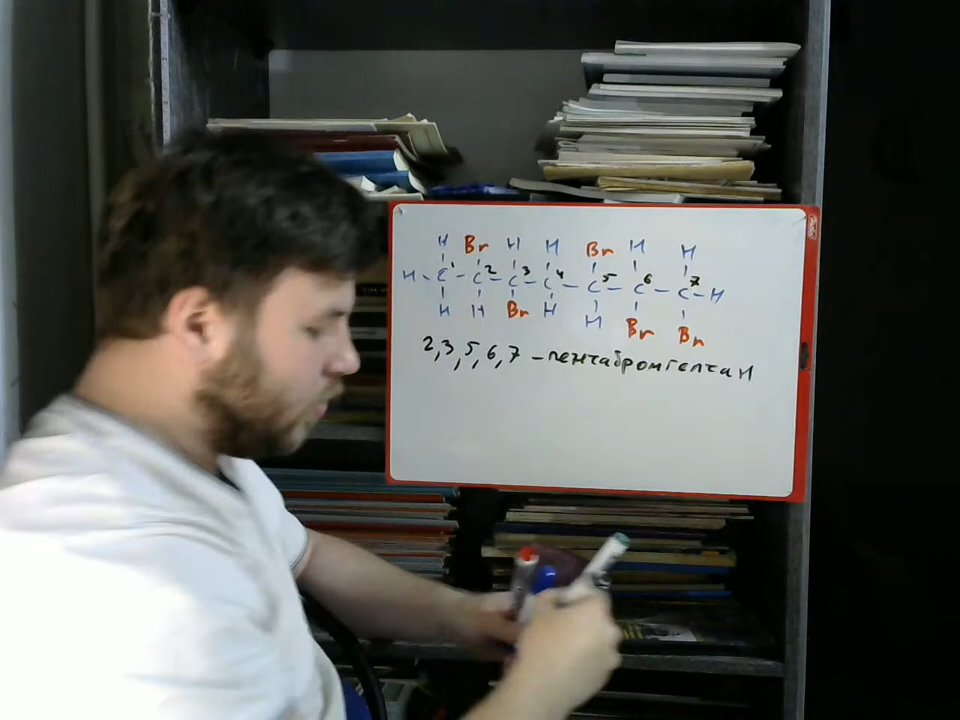 H Br H H Br H H
H - C¹ - C² - C³ - C⁴ - C⁵ - C⁶ - C⁷ - H
H H Br H H Br Br
2,3,5,6,7 - пентабромгептан